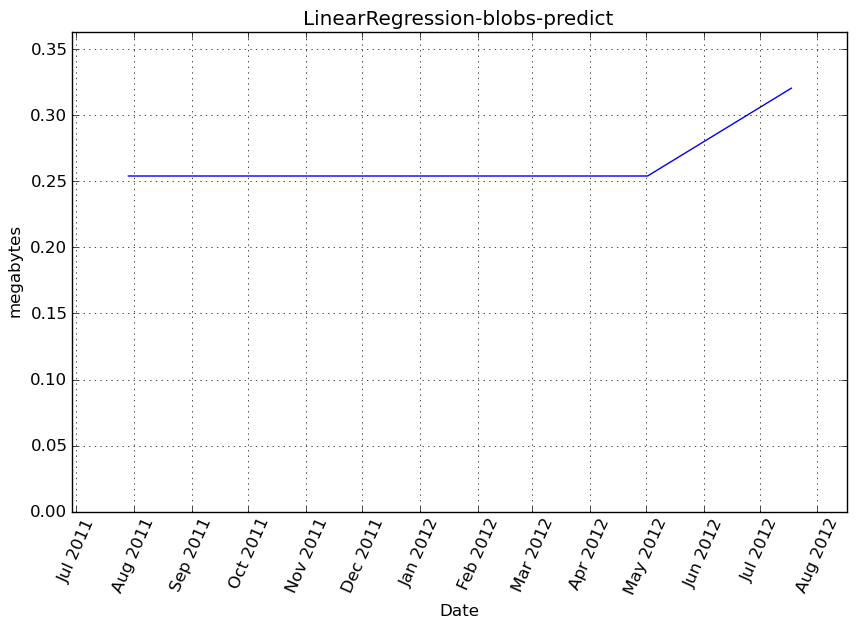 LinearRegression-blobs-predict
0.35
0.30
0.25
0.20
0.15
0.10
0.05
0.00
megabytes
Jul 2011
Aug 2011
Sep 2011
Oct 2011
Nov 2011
Dec 2011
Jan 2012
Feb 2012
Mar 2012
Apr 2012
May 2012
Jun 2012
Jul 2012
Aug 2012
Date